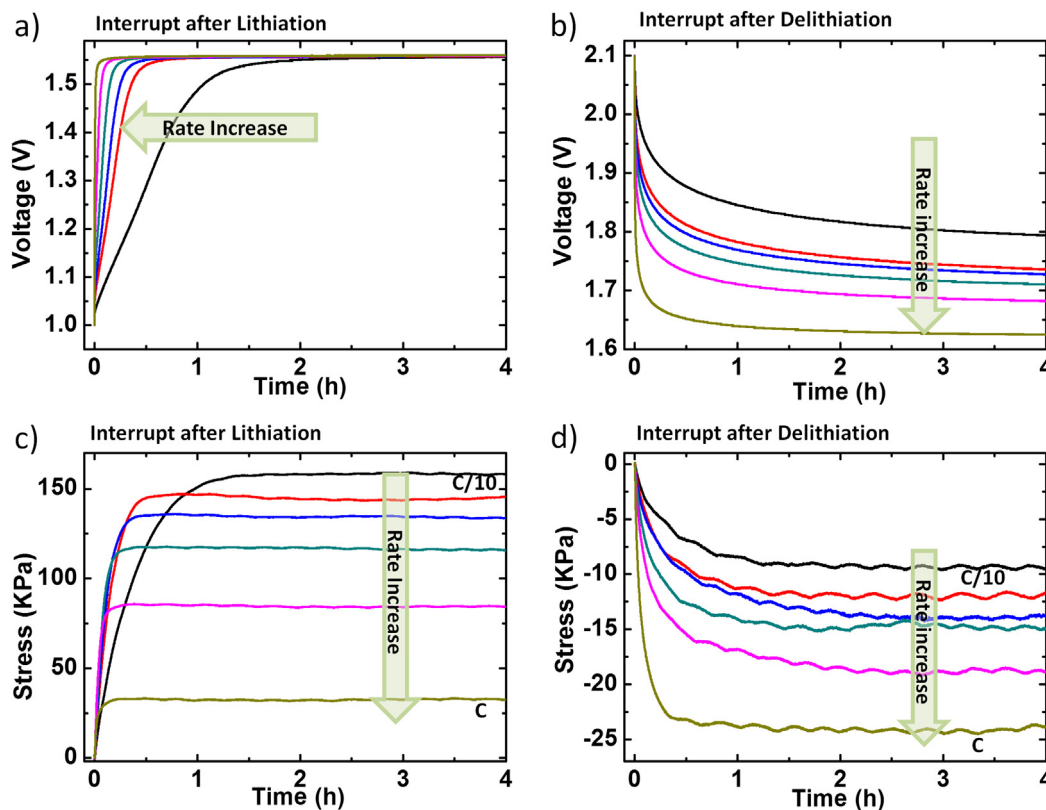 a) Interrupt after Lithiation
1.5
1.4
1.3
1.2
1.1
1.0
Voltage (V)
Rate Increase
0 1 2 3 4
Time (h)
b) Interrupt after Delithiation
2.1
2.0
1.9
1.8
1.7
1.6
Voltage (V)
Rate increase
0 1 2 3 4
Time (h)
c) Interrupt after Lithiation
150
100
50
0
Stress (KPa)
C/10
Rate Increase
C
0 1 2 3 4
Time (h)
d) Interrupt after Delithiation
0
-5
-10
-15
-20
-25
Stress (KPa)
C/10
Rate increase
C
0 1 2 3 4
Time (h)